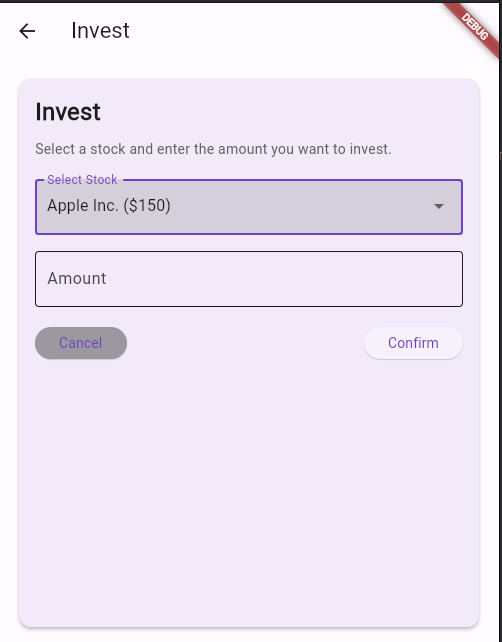 Invest
DEBUG
Invest
Select a stock and enter the amount you want to invest.
Select Stock
Apple Inc. ($150)
Amount
Cancel
Confirm